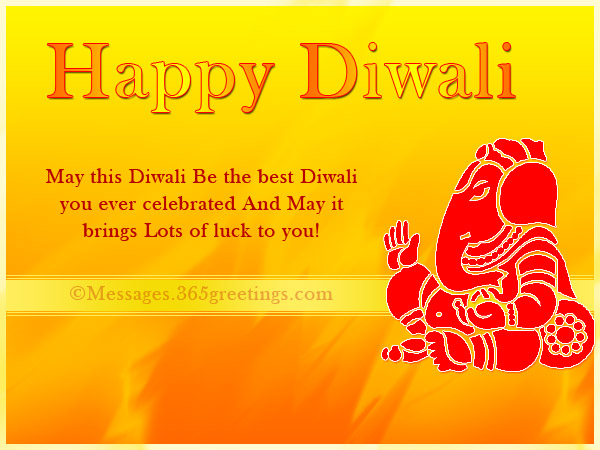 Happy Diwali
May this Diwali Be the best Diwali
you ever celebrated And May it
brings Lots of luck to you!
©Messages.365greetings.com